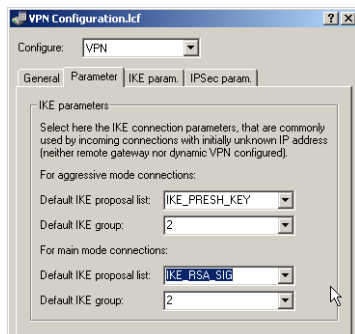 VPN Configuration.lcf
Configure: VPN
General Parameter IKE param. IPSec param.
IKE parameters
Select here the IKE connection parameters, that are commonly
used by incoming connections with initially unknown IP address
(neither remote gateway nor dynamic VPN configured).
For aggressive mode connections:
Default IKE proposal list: IKE_PRESH_KEY
Default IKE group: 2
For main mode connections:
Default IKE proposal list: IKE_RSA_SIG
Default IKE group: 2